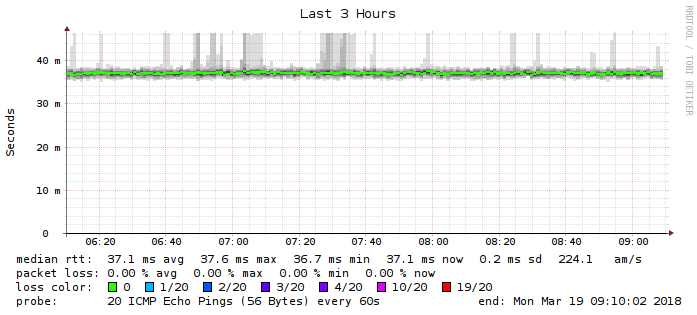 Last 3 Hours
RRDTOOL / TOBI OETIKER
Seconds
40 m
30 m
20 m
10 m
0
06:20 06:40 07:00 07:20 07:40 08:00 08:20 08:40 09:00
median rtt: 37.1 ms avg 37.6 ms max 36.7 ms min 37.1 ms now 0.2 ms sd 224.1 am/s
packet loss: 0.00 % avg 0.00 % max 0.00 % min 0.00 % now
loss color: 0 1/20 2/20 3/20 4/20 10/20 19/20
probe: 20 ICMP Echo Pings (56 Bytes) every 60s end: Mon Mar 19 09:10:02 2018